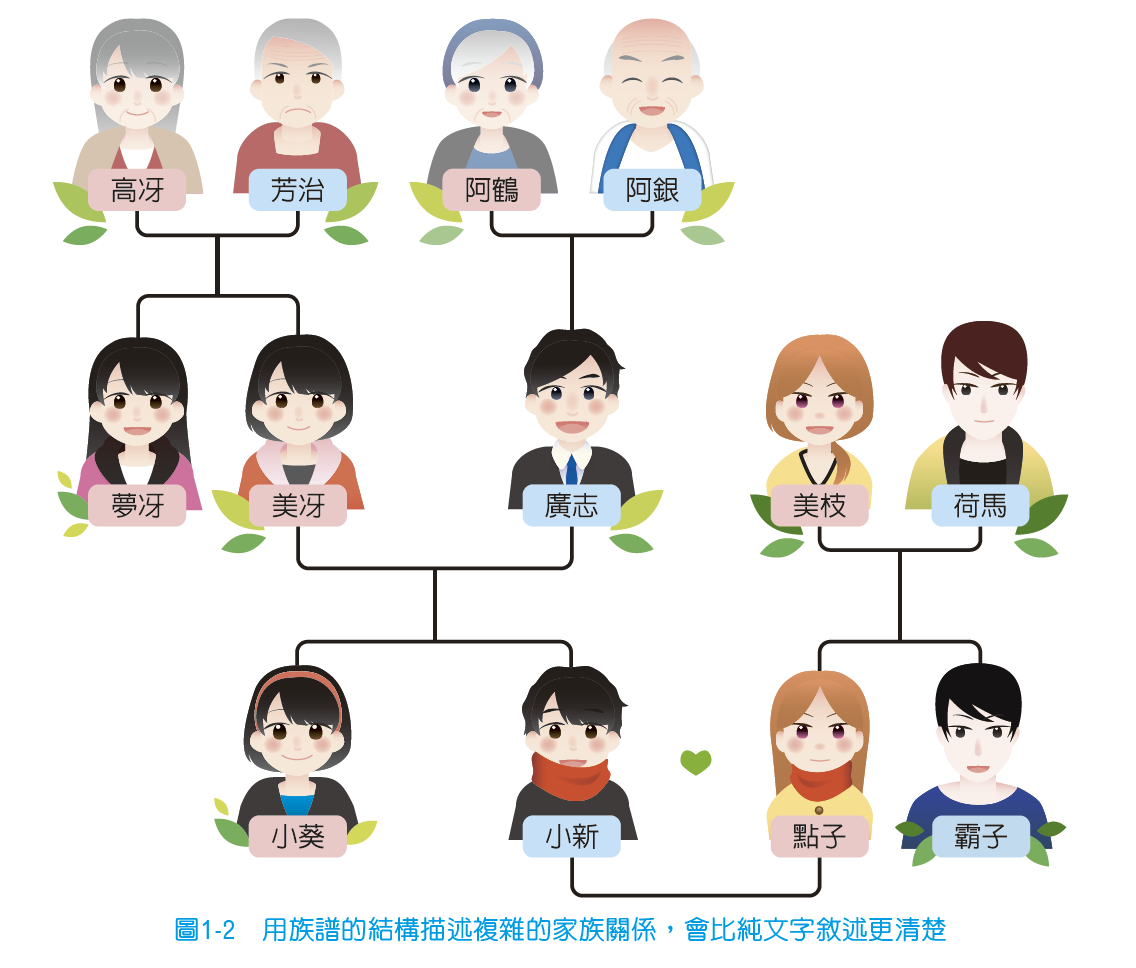 高冴
芳治
阿鶴
阿銀
夢冴
美冴
廣志
美枝
荷馬
小葵
小新
點子
霸子
圖1-2　用族譜的結構描述複雜的家族關係，會比純文字敘述更清楚